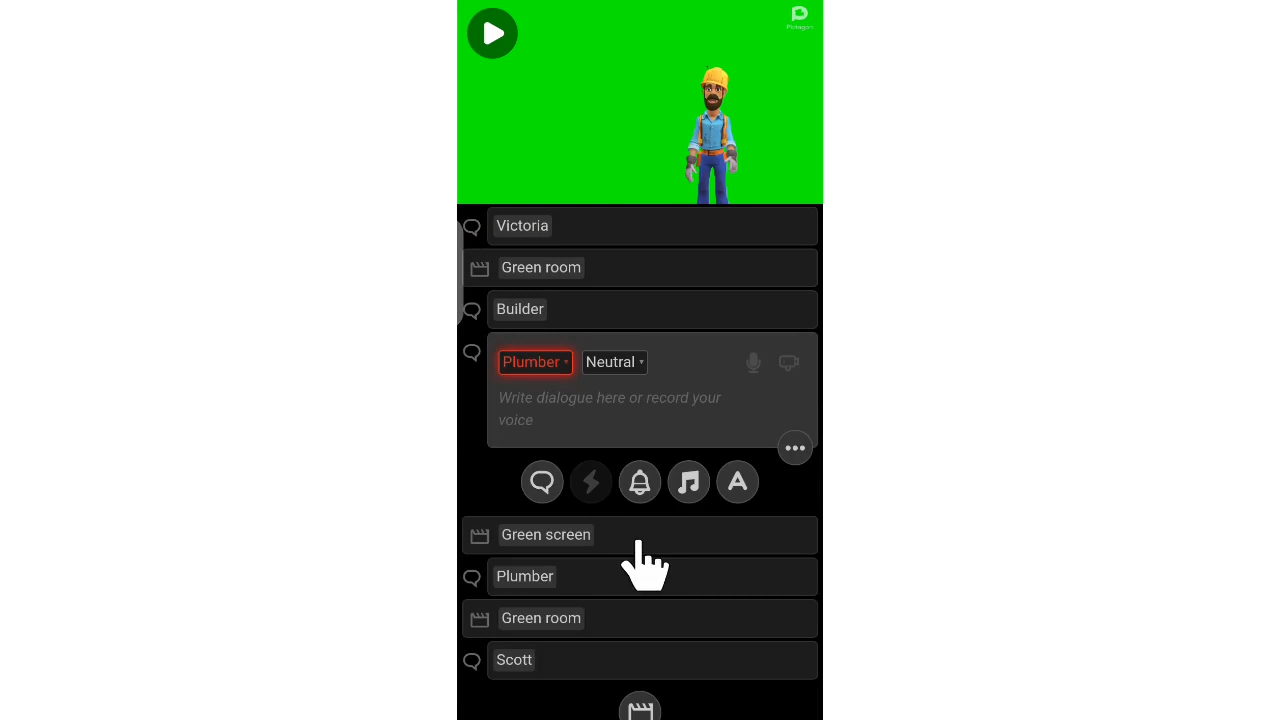 Plotagon
Victoria
Green room
Builder
Plumber Neutral
Write dialogue here or record your
voice
Green screen
Plumber
Green room
Scott